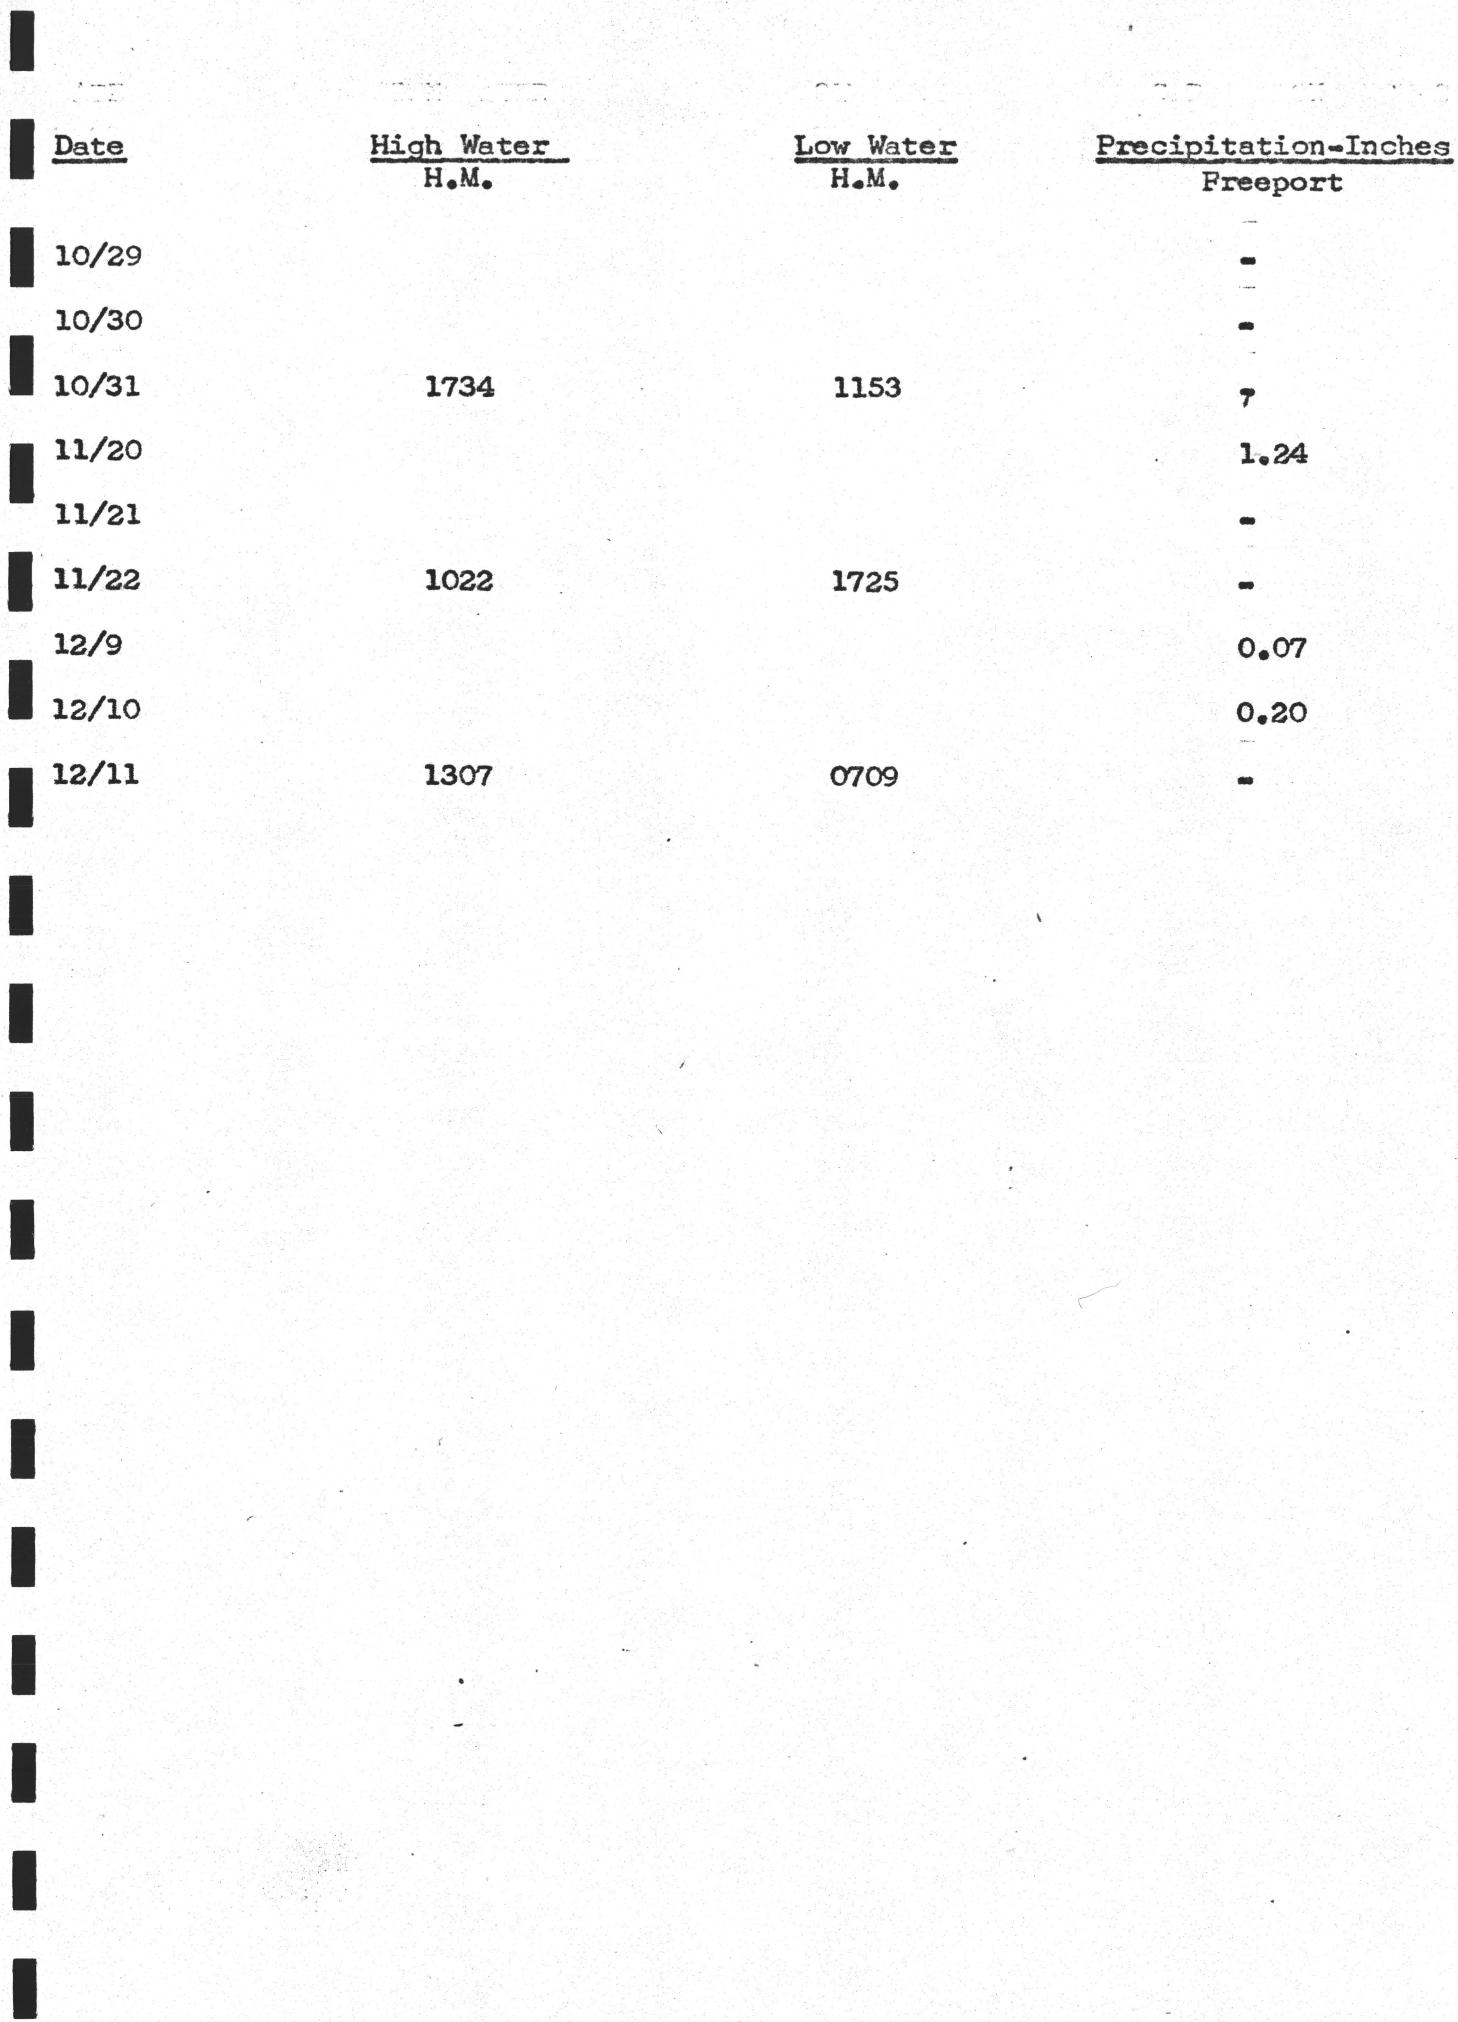 Date High Water Low Water Precipitation-Inches
H.M. H.M. Freeport
10/29 -
10/30 -
10/31 1734 1153
11/20 1.24
11/21 -
11/22 1022 1725 -
12/9 0.07
12/10 0.20
12/11 1307 0709 -